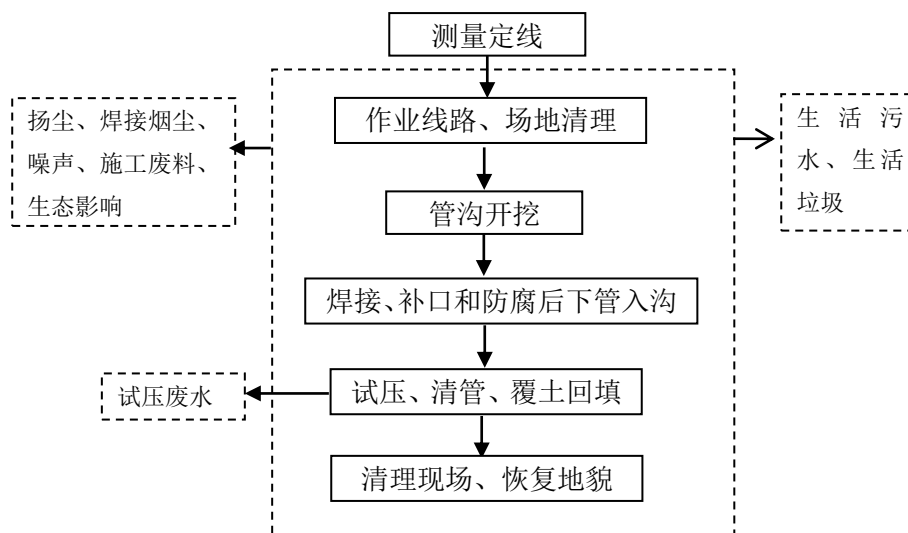 测量定线
作业线路、场地清理
扬尘、焊接烟尘、
噪声、施工废料、
生态影响
生活污
水、生活
垃圾
管沟开挖
焊接、补口和防腐后下管入沟
试压、清管、覆土回填
试压废水
清理现场、恢复地貌